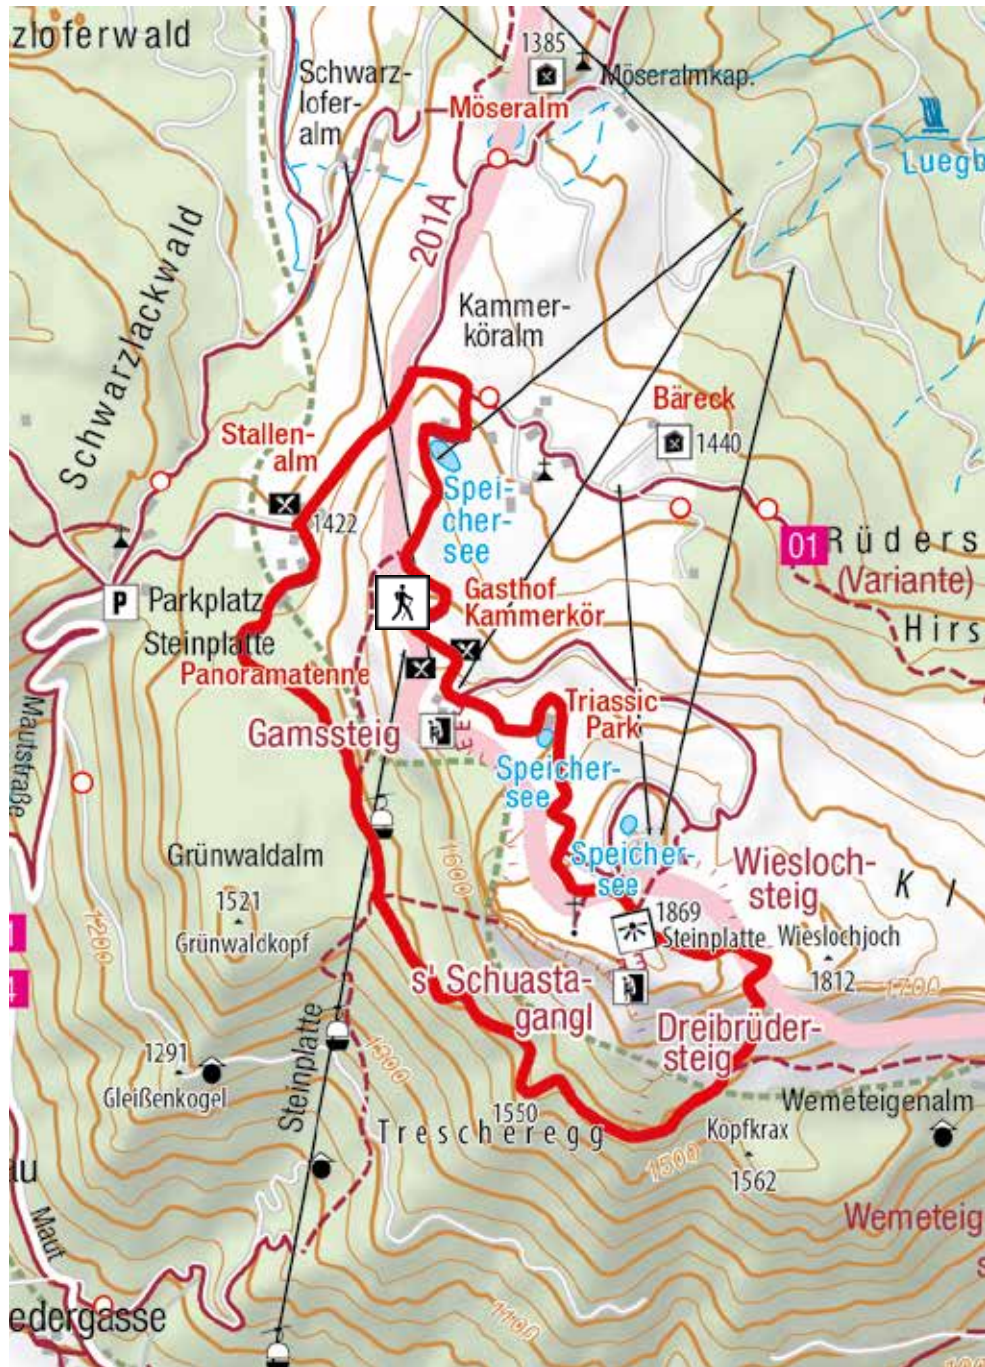 zloferwald
1385
Möseralmkap.
Schwarz-
lofer-
alm
Möseralm
Luegb
201A
Schwarzlackwald
Kammer-
köralm
Stallen-
alm
Bäreck
1440
1422
Spei-
cher-
see
01
Rüders
(Variante)
Hirs
P
Parkplatz
Steinplatte
Gasthof
Kammerkör
Panoramatenne
Mautstraße
Gamssteig
Triassic
Park
Speicher-
see
Grünwaldalm
1600
Speicher-
see
Wiesloch-
steig
K I
1521
Grünwaldkopf
1200
1869
Steinplatte
Wieslochjoch
1812
1700
s' Schuasta-
gangl
Dreibrüder-
steig
Steinplatte
1300
1291
Gleißenkogel
1550
Trescheregg
Kopfkrax
1562
1500
Wemeteigenalm
au
Maut
Wemeteig
s
edergasse
1100